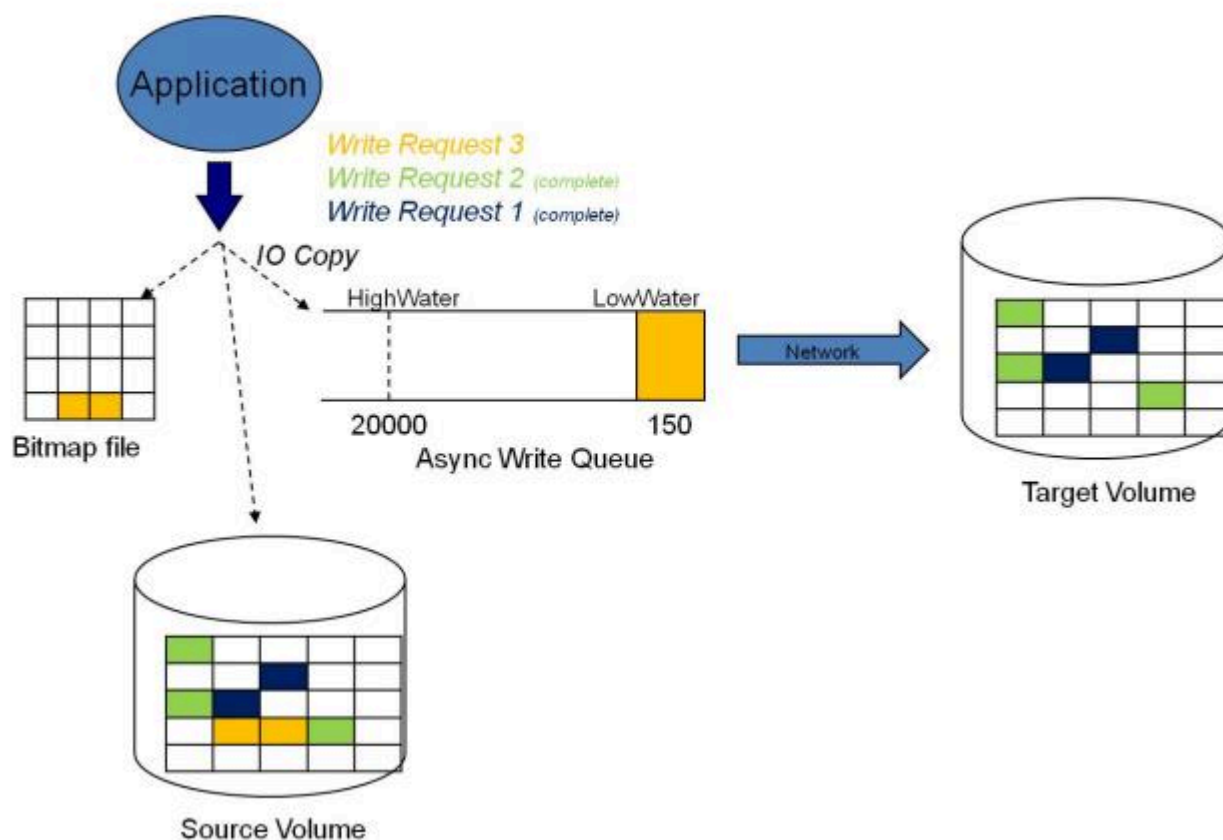 Application
Write Request 3
Write Request 2 (complete)
Write Request 1 (complete)
IO Copy
HighWater
LowWater
Network
20000
150
Bitmap file
Async Write Queue
Target Volume
Source Volume